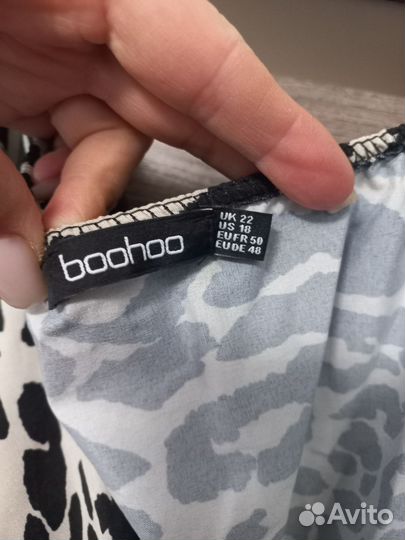 boohoo
UK 22
US 18
EU FR 50
EU DE 48
Avito